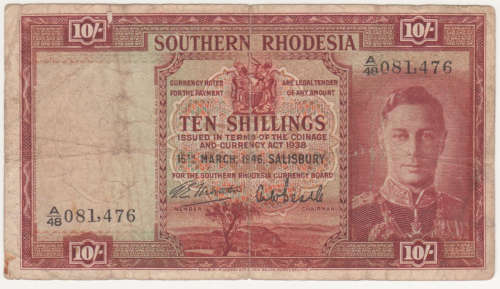 10/- SOUTHERN RHODESIA 10/-
A/48 081,476
CURRENCY NOTES ARE LEGAL TENDER
FOR THE PAYMENT OF ANY AMOUNT
TEN SHILLINGS
ISSUED IN TERMS OF THE COINAGE
AND CURRENCY ACT 1938
15TH MARCH 1946, SALISBURY
FOR THE SOUTHERN RHODESIA CURRENCY BOARD
MEMBER CHAIRMAN
A/48 081,476
10/- 10/-